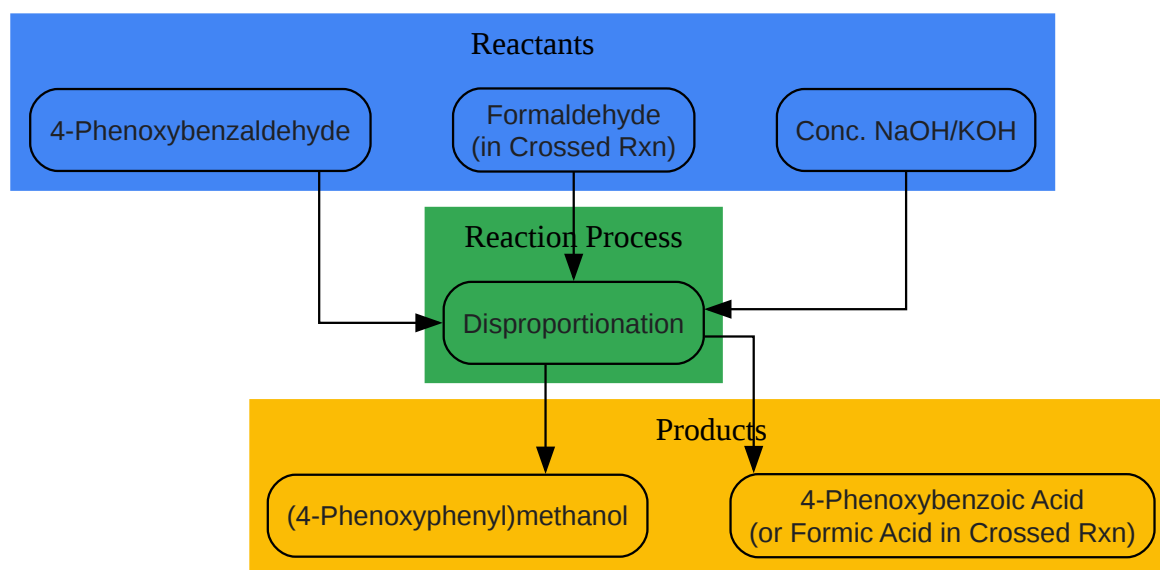 Reactants
4-Phenoxybenzaldehyde
Formaldehyde
(in Crossed Rxn)
Conc. NaOH/KOH
Reaction Process
Disproportionation
Products
(4-Phenoxyphenyl)methanol
4-Phenoxybenzoic Acid
(or Formic Acid in Crossed Rxn)